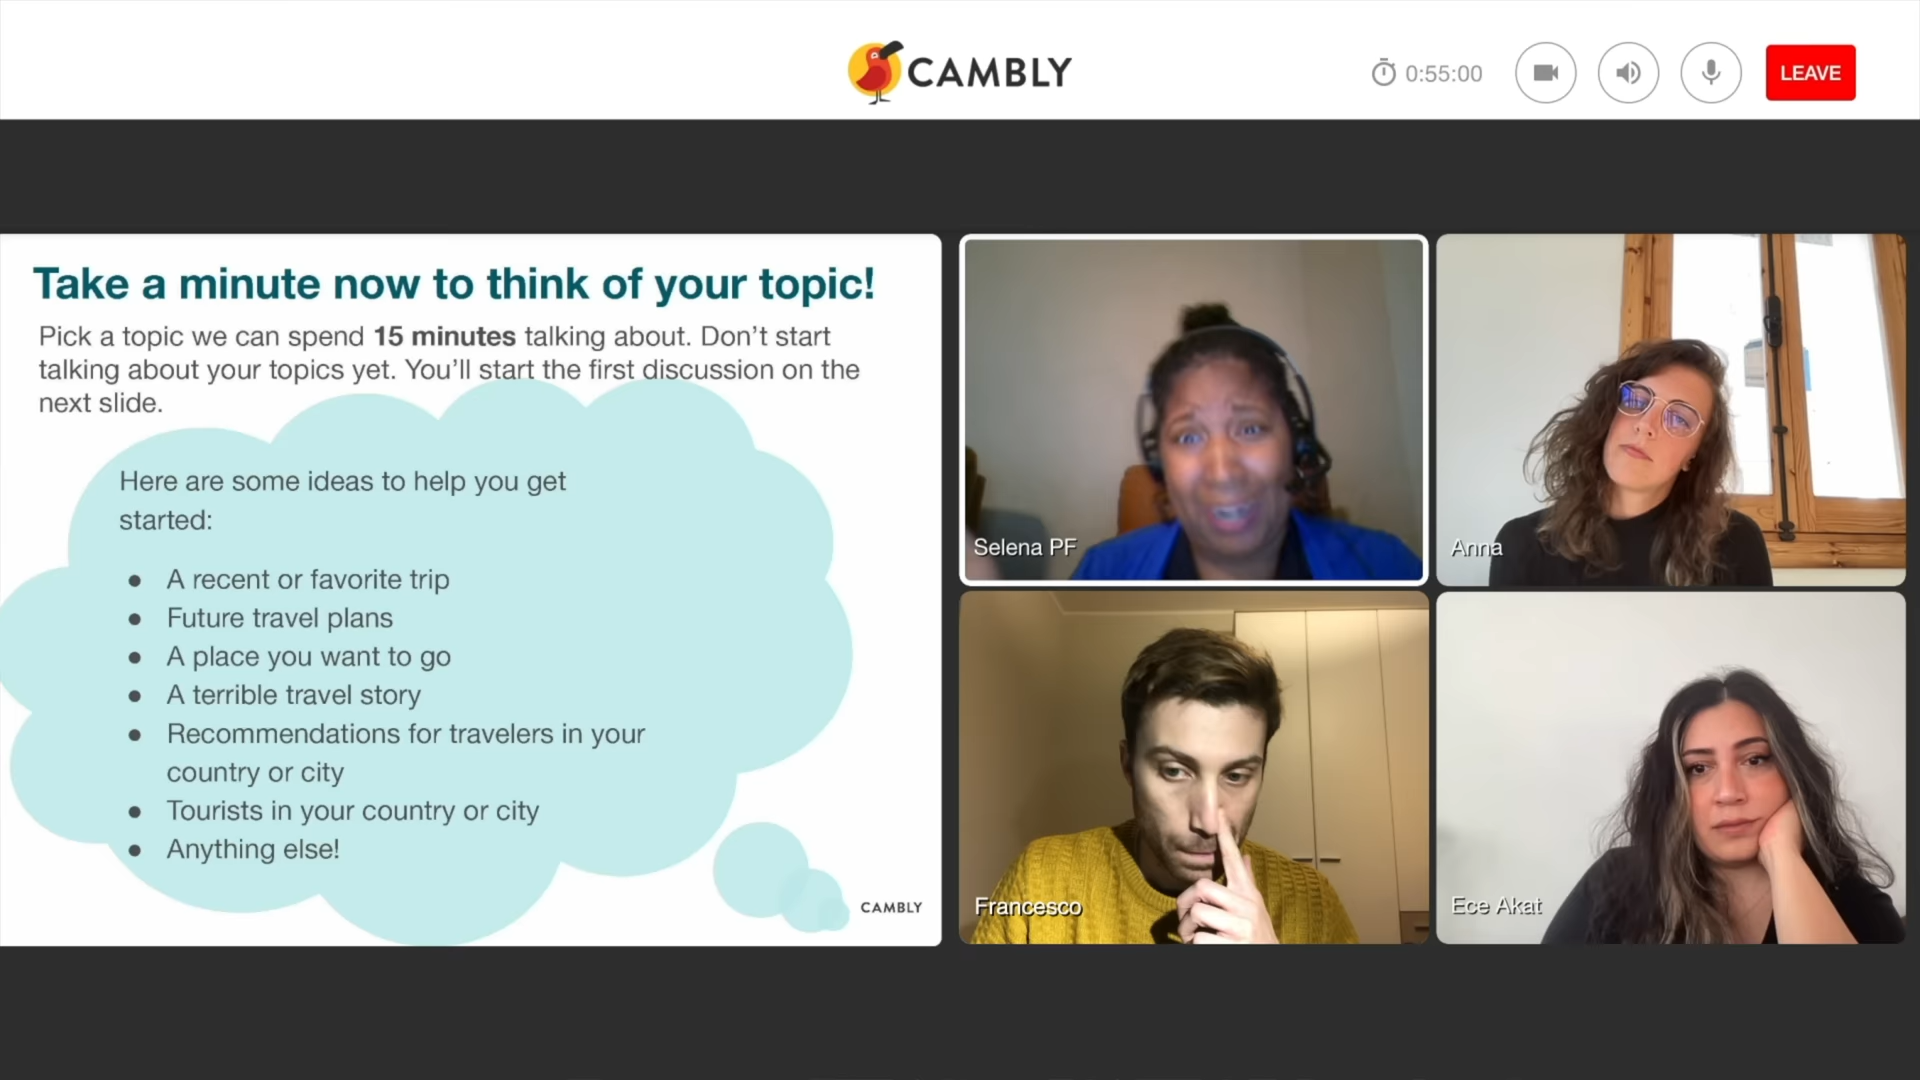 CAMBLY
0:55:00
LEAVE
Take a minute now to think of your topic!
Pick a topic we can spend 15 minutes talking about. Don’t start
talking about your topics yet. You’ll start the first discussion on the
next slide.
Here are some ideas to help you get
started:
● A recent or favorite trip
● Future travel plans
● A place you want to go
● A terrible travel story
● Recommendations for travelers in your
country or city
● Tourists in your country or city
● Anything else!
CAMBLY
Selena PF
Anna
Francesco
Ece Akat